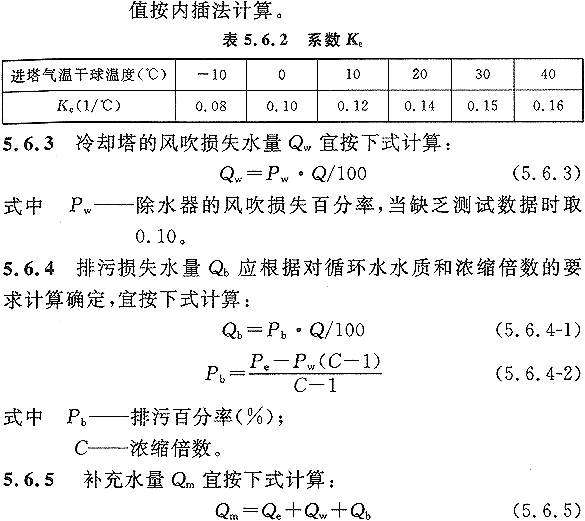 值按内插法计算。
表 5.6.2 系数 Kₑ
进塔气温干球温度(℃) －10 0 10 20 30 40
Kₑ(1/℃) 0.08 0.10 0.12 0.14 0.15 0.16
5.6.3 冷却塔的风吹损失水量 Q_w 宜按下式计算:
Q_w＝P_w・Q/100 (5.6.3)
式中 P_w——除水器的风吹损失百分率,当缺乏测试数据时取
0.10。
5.6.4 排污损失水量 Q_b 应根据对循环水水质和浓缩倍数的要
求计算确定,宜按下式计算:
Q_b＝P_b・Q/100 (5.6.4-1)
P_b＝\frac{P_e－P_w(C－1)}{C－1} (5.6.4-2)
式中 P_b——排污百分率(%);
C——浓缩倍数。
5.6.5 补充水量 Q_m 宜按下式计算:
Q_m＝Q_e＋Q_w＋Q_b (5.6.5)